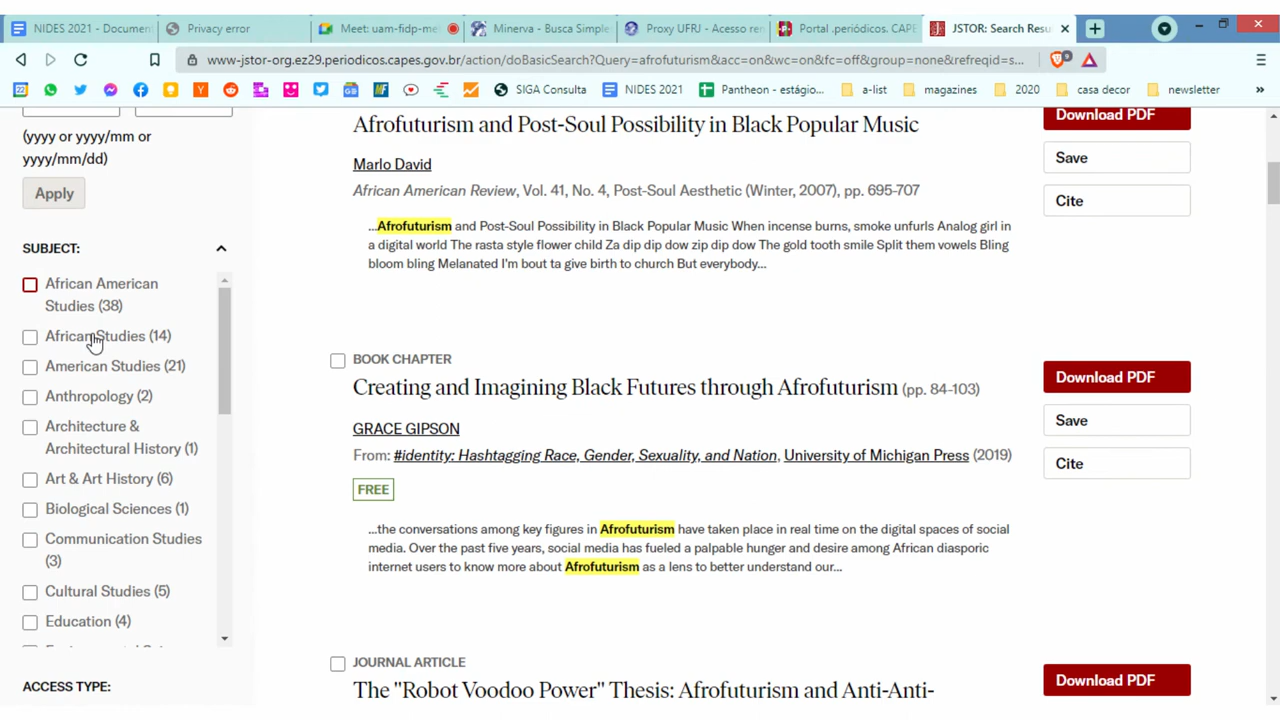 NIDES 2021 - Document
Privacy error
Meet: uam-fidp-me
Minerva - Busca Simple
Proxy UFRJ - Acesso rem
Portal .periódicos. CAPE
JSTOR: Search Resu
www-jstor-org.ez29.periodicos.capes.gov.br/action/doBasicSearch?Query=afrofuturism&acc=on&wc=on&fc=off&group=none&refreqid=s...
SIGA Consulta
NIDES 2021
Pantheon - estágio...
a-list
magazines
2020
casa decor
newsletter
»
(yyyy or yyyy/mm or
yyyy/mm/dd)
Apply
SUBJECT:
African American
Studies (38)
African Studies (14)
American Studies (21)
Anthropology (2)
Architecture &
Architectural History (1)
Art & Art History (6)
Biological Sciences (1)
Communication Studies
(3)
Cultural Studies (5)
Education (4)
ACCESS TYPE:
Afrofuturism and Post-Soul Possibility in Black Popular Music
Marlo David
African American Review, Vol. 41, No. 4, Post-Soul Aesthetic (Winter, 2007), pp. 695-707
...Afrofuturism and Post-Soul Possibility in Black Popular Music When incense burns, smoke unfurls Analog girl in
a digital world The rasta style flower child Za dip dip dow zip dip dow The gold tooth smile Split them vowels Bling
bloom bling Melanated I'm bout ta give birth to church But everybody...
Download PDF
Save
Cite
BOOK CHAPTER
Creating and Imagining Black Futures through Afrofuturism (pp. 84-103)
GRACE GIPSON
From: #identity: Hashtagging Race, Gender, Sexuality, and Nation, University of Michigan Press (2019)
FREE
...the conversations among key figures in Afrofuturism have taken place in real time on the digital spaces of social
media. Over the past five years, social media has fueled a palpable hunger and desire among African diasporic
internet users to know more about Afrofuturism as a lens to better understand our...
Download PDF
Save
Cite
JOURNAL ARTICLE
The "Robot Voodoo Power" Thesis: Afrofuturism and Anti-Anti-
Download PDF